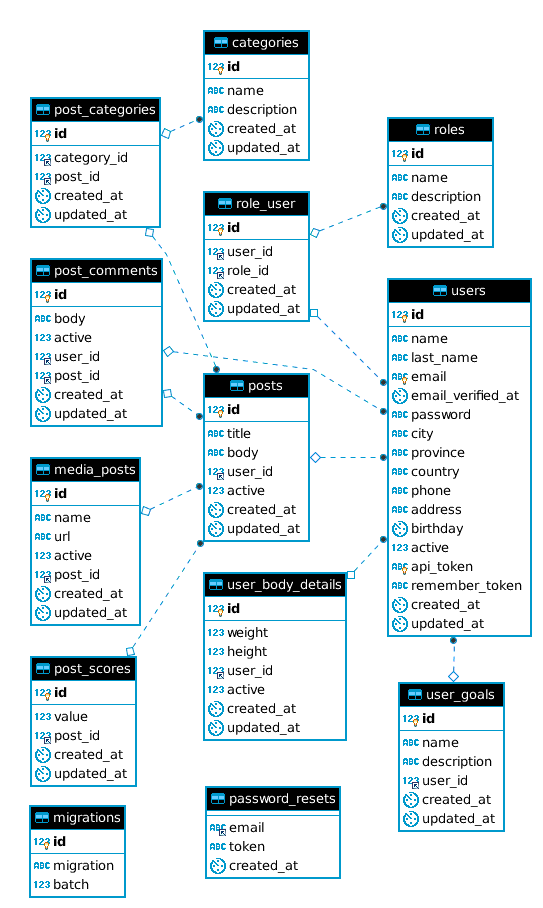 categories
123 id
ABC name
ABC description
created_at
updated_at
post_categories
123 id
123 category_id
123 post_id
created_at
updated_at
roles
123 id
ABC name
ABC description
created_at
updated_at
role_user
123 id
123 user_id
123 role_id
created_at
updated_at
post_comments
123 id
ABC body
123 active
123 user_id
123 post_id
created_at
updated_at
users
123 id
ABC name
ABC last_name
ABC email
email_verified_at
ABC password
ABC city
ABC province
ABC country
ABC phone
ABC address
birthday
123 active
ABC api_token
ABC remember_token
created_at
updated_at
posts
123 id
ABC title
ABC body
123 user_id
123 active
created_at
updated_at
media_posts
123 id
ABC name
ABC url
123 active
123 post_id
created_at
updated_at
user_body_details
123 id
123 weight
123 height
123 user_id
123 active
created_at
updated_at
post_scores
123 id
123 value
123 post_id
created_at
updated_at
user_goals
123 id
ABC name
ABC description
123 user_id
created_at
updated_at
migrations
123 id
ABC migration
123 batch
password_resets
ABC email
ABC token
created_at